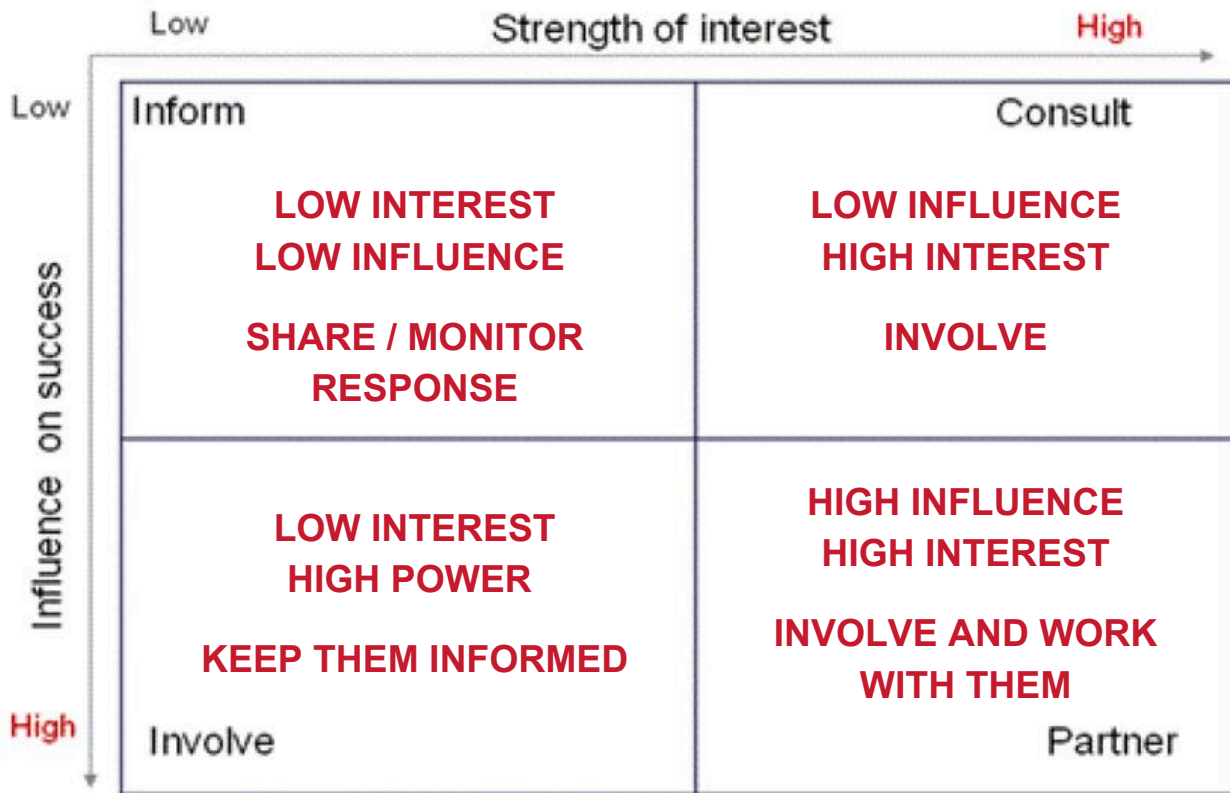 Low Strength of interest High
Low
Inform
Consult
LOW INTEREST
LOW INFLUENCE
SHARE / MONITOR
RESPONSE
LOW INFLUENCE
HIGH INTEREST
INVOLVE
Influence on success
LOW INTEREST
HIGH POWER
KEEP THEM INFORMED
HIGH INFLUENCE
HIGH INTEREST
INVOLVE AND WORK
WITH THEM
High
Involve
Partner